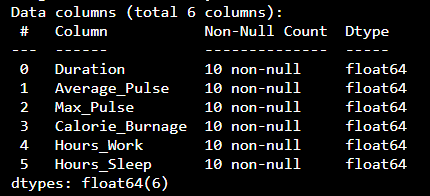 Data columns (total 6 columns):
 #   Column           Non-Null Count  Dtype
---  ------           --------------  -----
 0   Duration         10 non-null     float64
 1   Average_Pulse    10 non-null     float64
 2   Max_Pulse        10 non-null     float64
 3   Calorie_Burnage  10 non-null     float64
 4   Hours_Work       10 non-null     float64
 5   Hours_Sleep      10 non-null     float64
dtypes: float64(6)